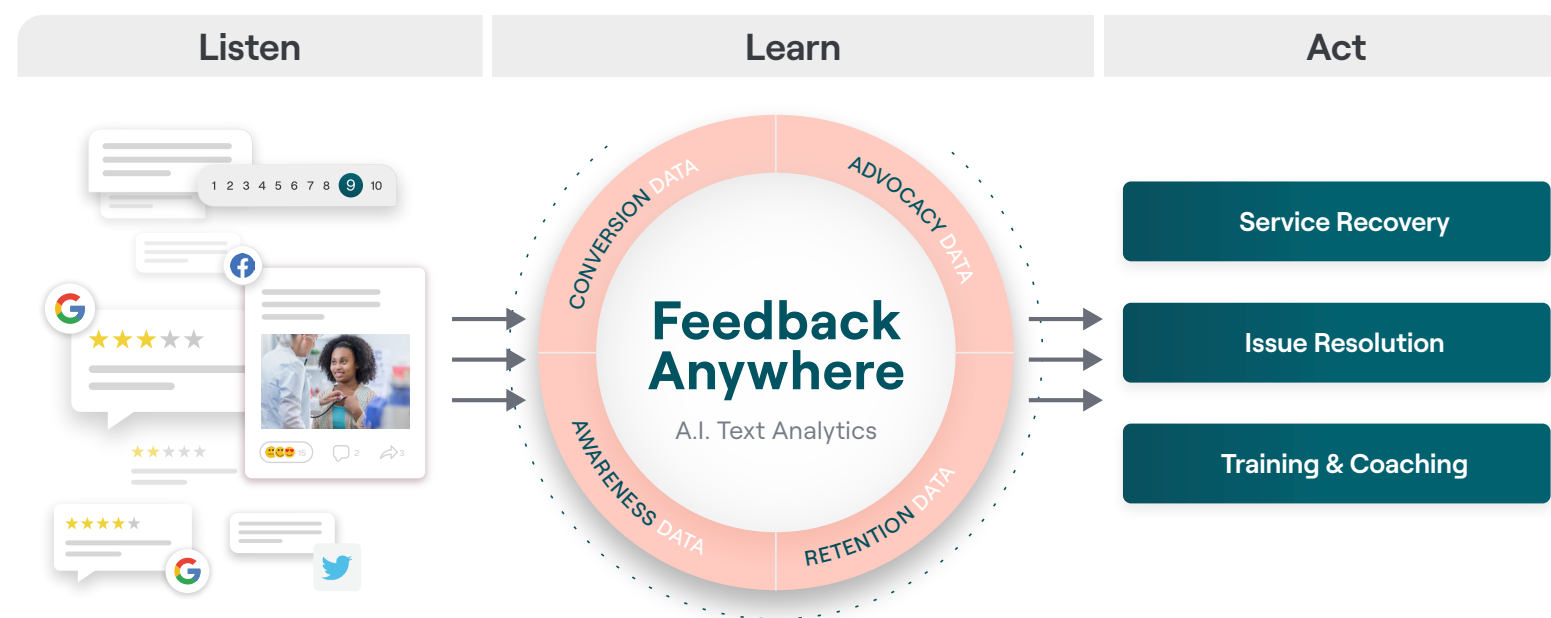 Listen
Learn
Act
1 2 3 4 5 6 7 8 9 10
CONVERSION DATA
ADVOCACY DATA
Feedback
Anywhere
A.I. Text Analytics
AWARENESS DATA
RETENTION DATA
15
2
3
Service Recovery
Issue Resolution
Training & Coaching